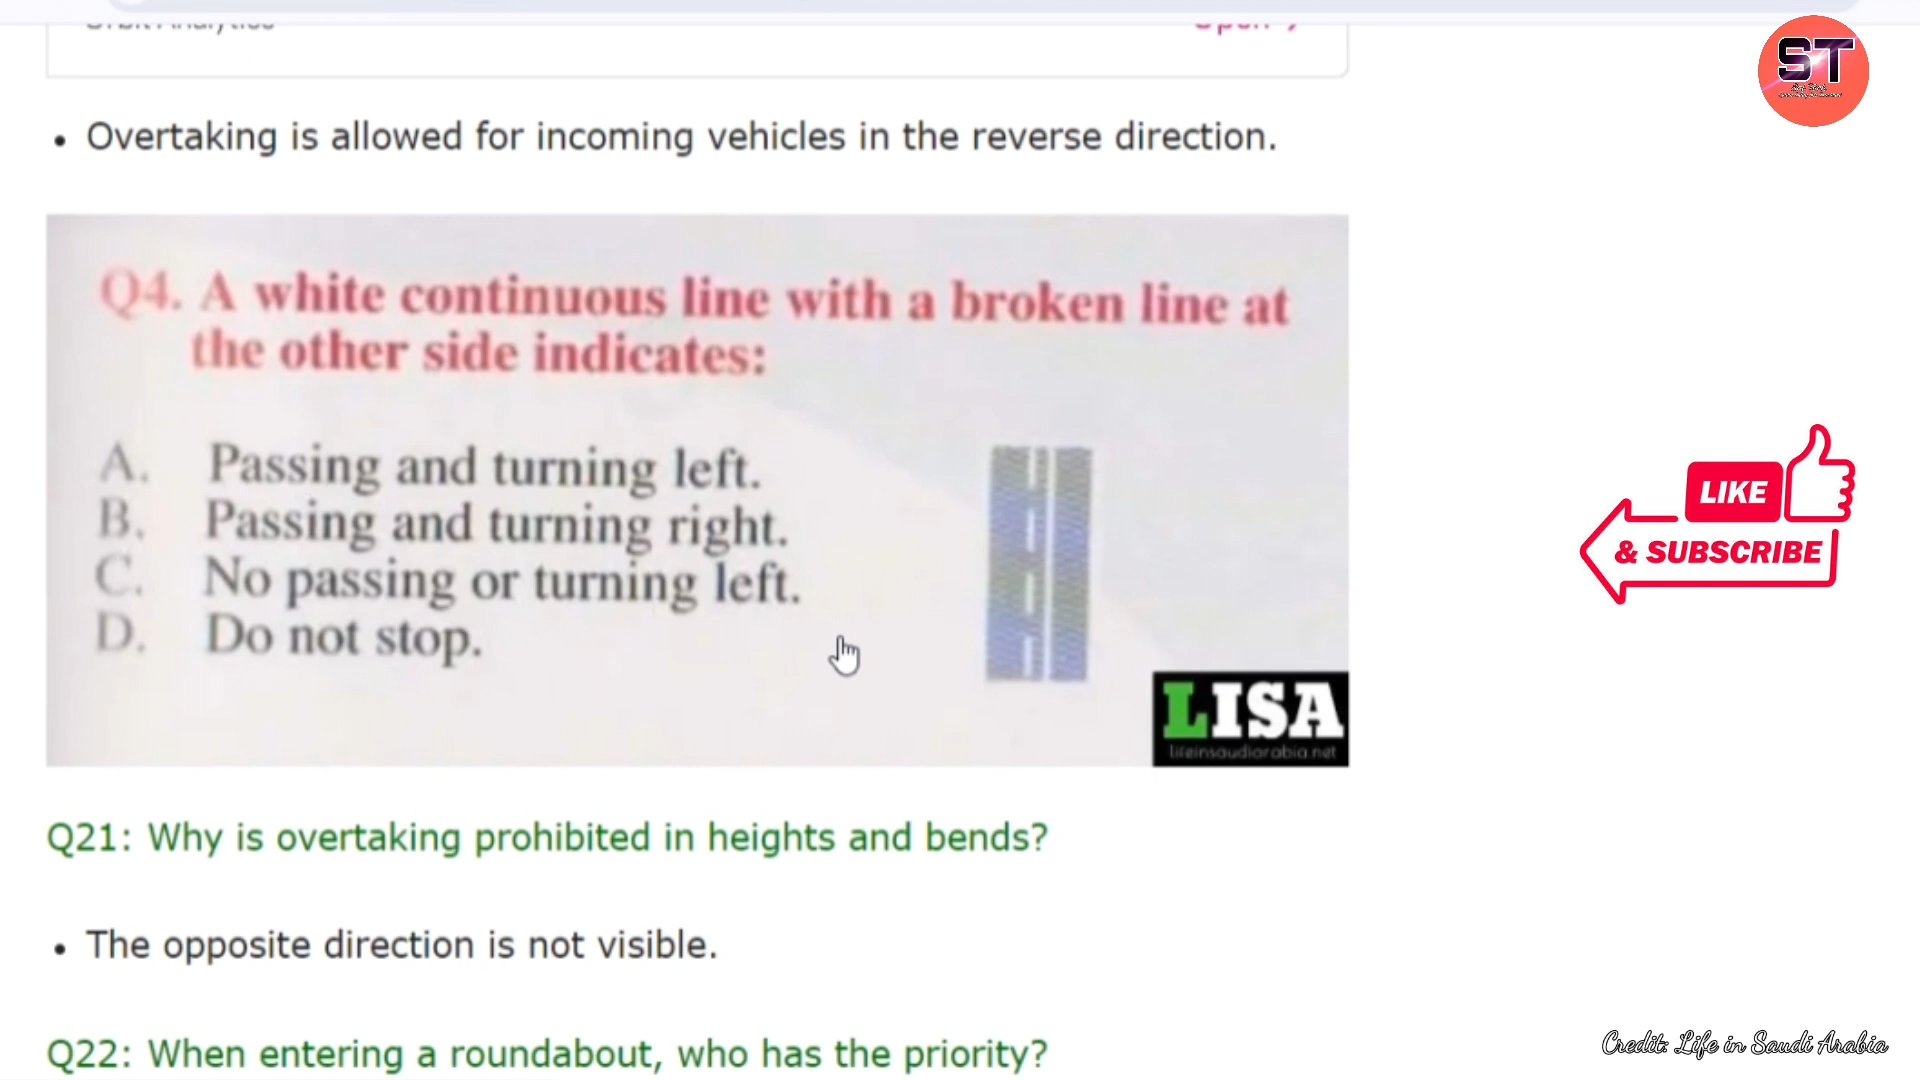 ST
• Overtaking is allowed for incoming vehicles in the reverse direction.
Q4. A white continuous line with a broken line at
the other side indicates:
A. Passing and turning left.
B. Passing and turning right.
C. No passing or turning left.
D. Do not stop.
LIKE
& SUBSCRIBE
LISA
lifeinsaudiarabia.net
Q21: Why is overtaking prohibited in heights and bends?
• The opposite direction is not visible.
Q22: When entering a roundabout, who has the priority?
Credit: Life in Saudi Arabia